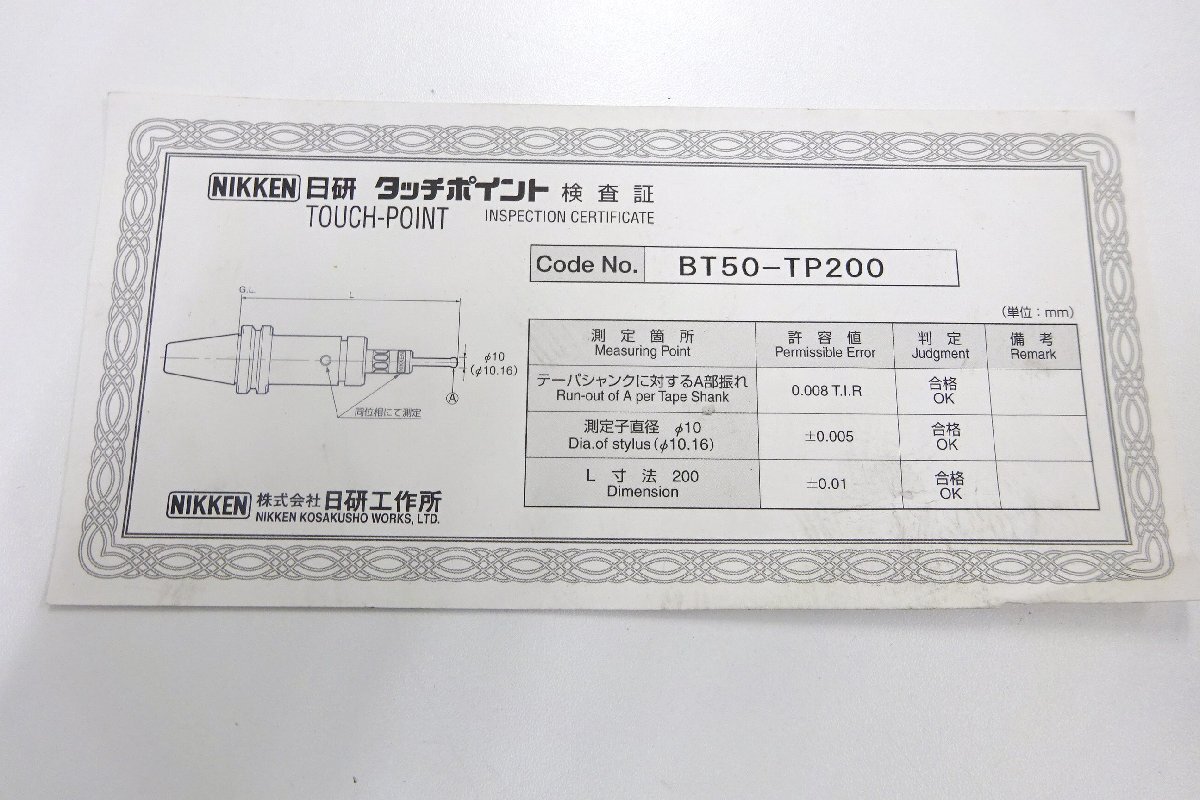 NIKKEN 日研 タッチポイント 検査証
TOUCH-POINT INSPECTION CERTIFICATE
Code No. BT50-TP200
G.L. L
φ10
(φ10.16)
A
同位相にて測定
(単位:mm)
測定箇所 許容値 判定 備考
Measuring Point Permissible Error Judgment Remark
テーパシャンクに対するA部振れ 0.008 T.I.R 合格
Run-out of A per Tape Shank OK
測定子直径 φ10 ±0.005 合格
Dia.of stylus(φ10.16) OK
L 寸法 200 ±0.01 合格
Dimension OK
NIKKEN 株式会社 日研工作所
NIKKEN KOSAKUSHO WORKS, LTD.